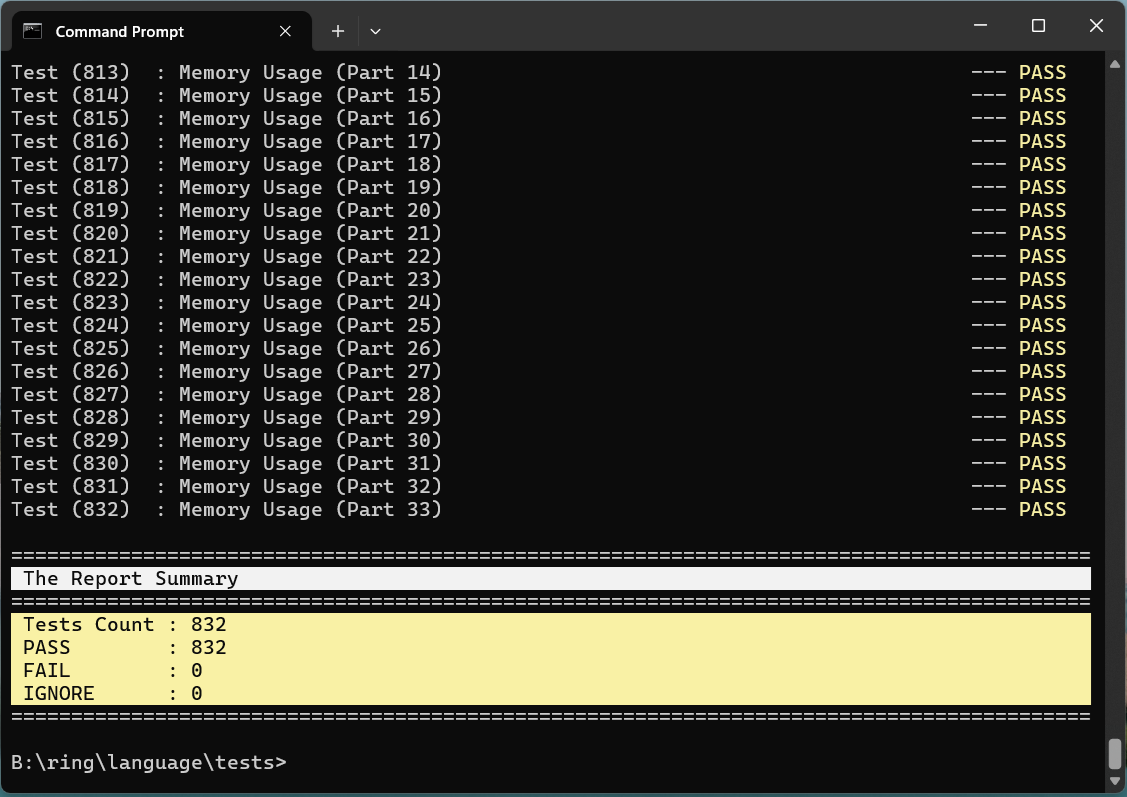 Command Prompt
Test (813)  : Memory Usage (Part 14)                                            --- PASS
Test (814)  : Memory Usage (Part 15)                                            --- PASS
Test (815)  : Memory Usage (Part 16)                                            --- PASS
Test (816)  : Memory Usage (Part 17)                                            --- PASS
Test (817)  : Memory Usage (Part 18)                                            --- PASS
Test (818)  : Memory Usage (Part 19)                                            --- PASS
Test (819)  : Memory Usage (Part 20)                                            --- PASS
Test (820)  : Memory Usage (Part 21)                                            --- PASS
Test (821)  : Memory Usage (Part 22)                                            --- PASS
Test (822)  : Memory Usage (Part 23)                                            --- PASS
Test (823)  : Memory Usage (Part 24)                                            --- PASS
Test (824)  : Memory Usage (Part 25)                                            --- PASS
Test (825)  : Memory Usage (Part 26)                                            --- PASS
Test (826)  : Memory Usage (Part 27)                                            --- PASS
Test (827)  : Memory Usage (Part 28)                                            --- PASS
Test (828)  : Memory Usage (Part 29)                                            --- PASS
Test (829)  : Memory Usage (Part 30)                                            --- PASS
Test (830)  : Memory Usage (Part 31)                                            --- PASS
Test (831)  : Memory Usage (Part 32)                                            --- PASS
Test (832)  : Memory Usage (Part 33)                                            --- PASS
==========================================================================================
 The Report Summary
==========================================================================================
 Tests Count : 832
 PASS        : 832
 FAIL        : 0
 IGNORE      : 0
==========================================================================================
B:\ring\language\tests>